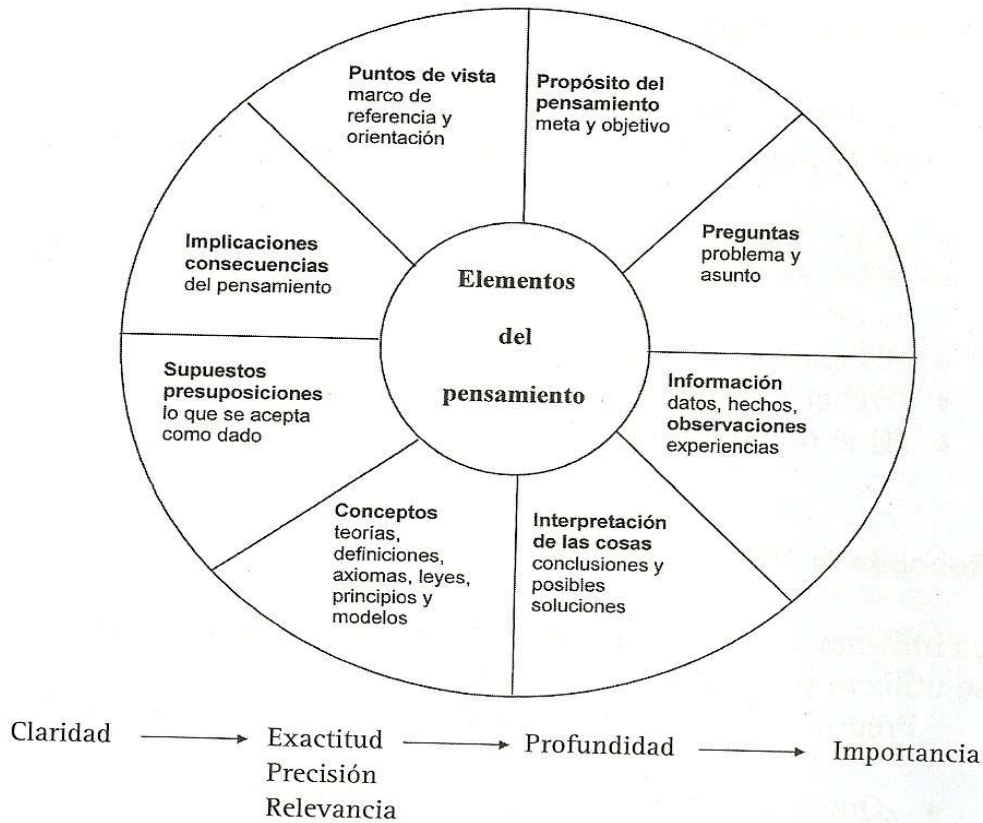 Puntos de vista
marco de
referencia y
orientación
Propósito del
pensamiento
meta y objetivo
Preguntas
problema y
asunto
Información
datos, hechos,
observaciones
experiencias
Interpretación
de las cosas
conclusiones y
posibles
soluciones
Conceptos
teorías,
definiciones,
axiomas, leyes,
principios y
modelos
Supuestos
presuposiciones
lo que se acepta
como dado
Implicaciones
consecuencias
del pensamiento
Elementos
del
pensamiento
Claridad → Exactitud → Profundidad → Importancia
Precisión
Relevancia